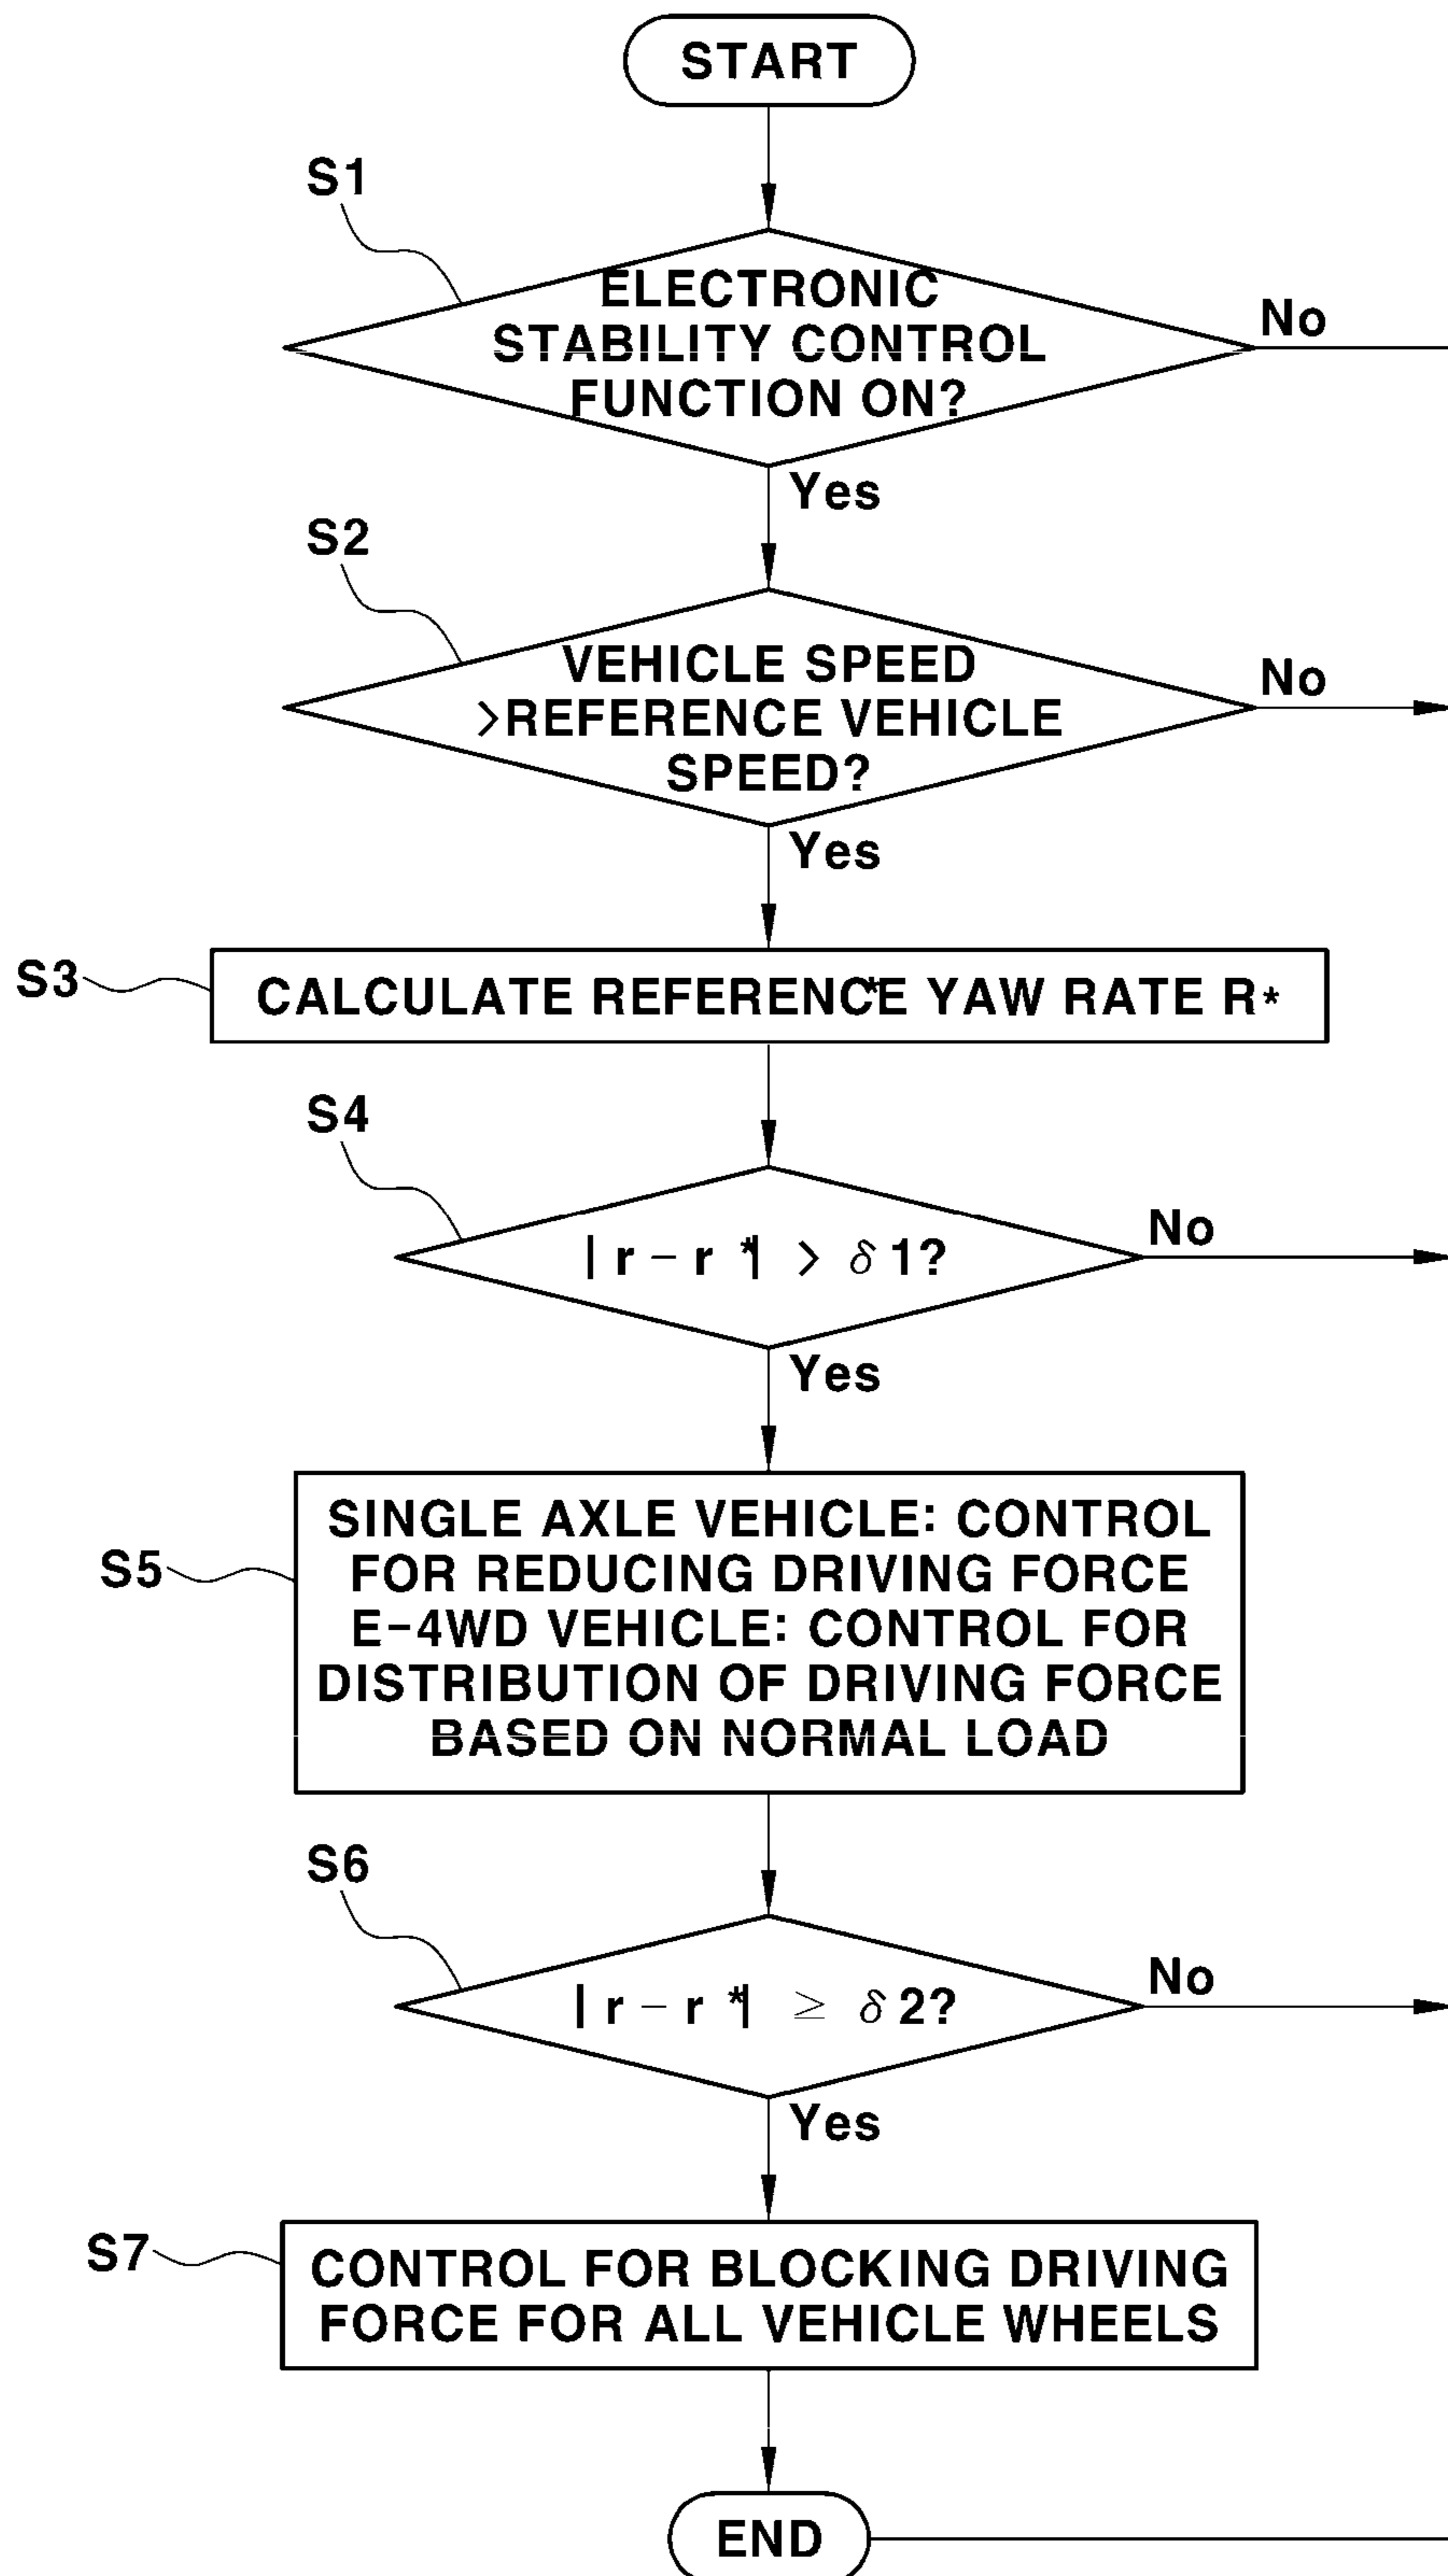 START
S1
ELECTRONIC
STABILITY CONTROL
FUNCTION ON?
No
Yes
S2
VEHICLE SPEED
>REFERENCE VEHICLE
SPEED?
No
Yes
S3
CALCULATE REFERENCE YAW RATE R*
S4
| r - r *| > δ 1?
No
Yes
S5
SINGLE AXLE VEHICLE: CONTROL
FOR REDUCING DRIVING FORCE
E-4WD VEHICLE: CONTROL FOR
DISTRIBUTION OF DRIVING FORCE
BASED ON NORMAL LOAD
S6
| r - r *| ≥ δ 2?
No
Yes
S7
CONTROL FOR BLOCKING DRIVING
FORCE FOR ALL VEHICLE WHEELS
END